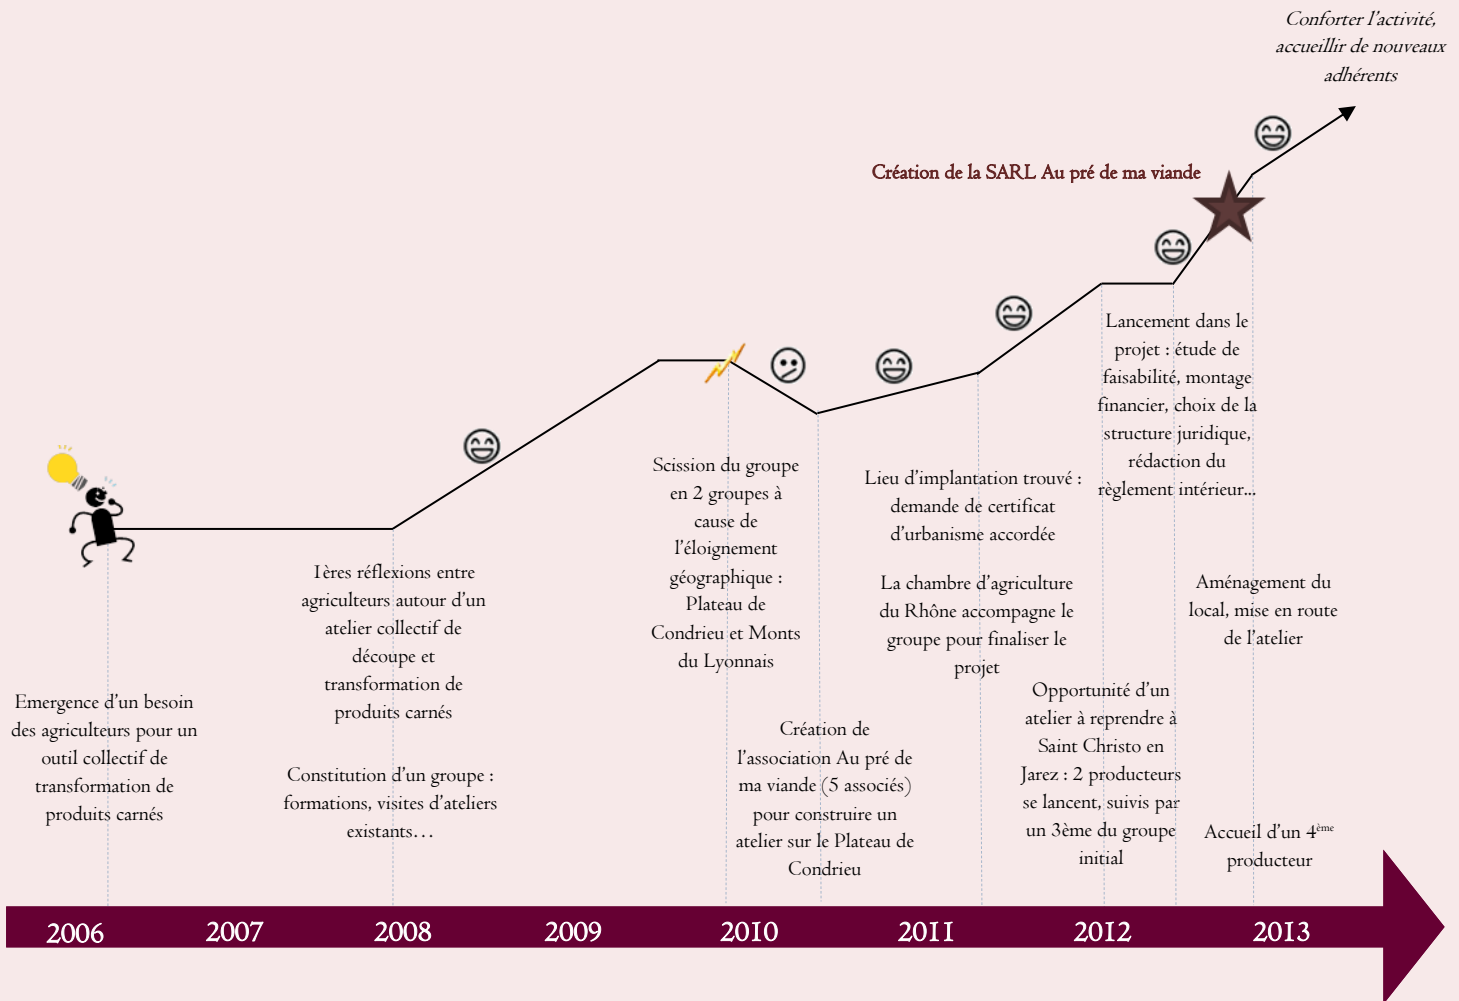 Conforter l'activité,
accueillir de nouveaux
adhérents
Création de la SARL Au pré de ma viande
Emergence d'un besoin
des agriculteurs pour un
outil collectif de
transformation de
produits carnés
1ères réflexions entre
agriculteurs autour d'un
atelier collectif de
découpe et
transformation de
produits carnés
Constitution d'un groupe :
formations, visites d'ateliers
existants…
Scission du groupe
en 2 groupes à
cause de
l'éloignement
géographique :
Plateau de
Condrieu et Monts
du Lyonnais
Création de
l'association Au pré de
ma viande (5 associés)
pour construire un
atelier sur le Plateau de
Condrieu
Lieu d'implantation trouvé :
demande de certificat
d'urbanisme accordée
La chambre d'agriculture
du Rhône accompagne le
groupe pour finaliser le
projet
Opportunité d'un
atelier à reprendre à
Saint Christo en
Jarez : 2 producteurs
se lancent, suivis par
un 3ème du groupe
initial
Lancement dans le
projet : étude de
faisabilité, montage
financier, choix de la
structure juridique,
rédaction du
règlement intérieur...
Aménagement du
local, mise en route
de l'atelier
Accueil d'un 4ème
producteur
2006 2007 2008 2009 2010 2011 2012 2013